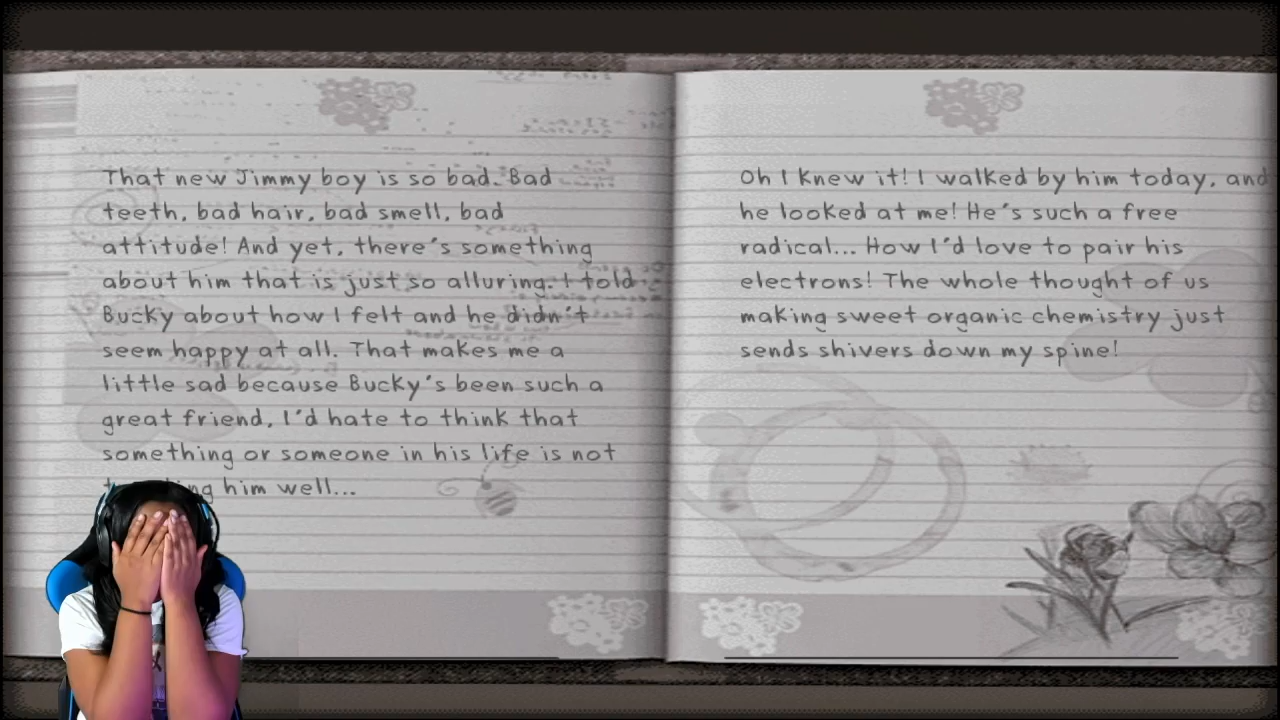 That new Jimmy boy is so bad. Bad
teeth, bad hair, bad smell, bad
attitude! And yet, there's something
about him that is just so alluring. I told
Bucky about how I felt and he didn't
seem happy at all. That makes me a
little sad because Bucky's been such a
great friend, I'd hate to think that
something or someone in his life is not
him well...
Oh I knew it! I walked by him today, and
he looked at me! He's such a free
radical... How I'd love to pair his
electrons! The whole thought of us
making sweet organic chemistry just
sends shivers down my spine!